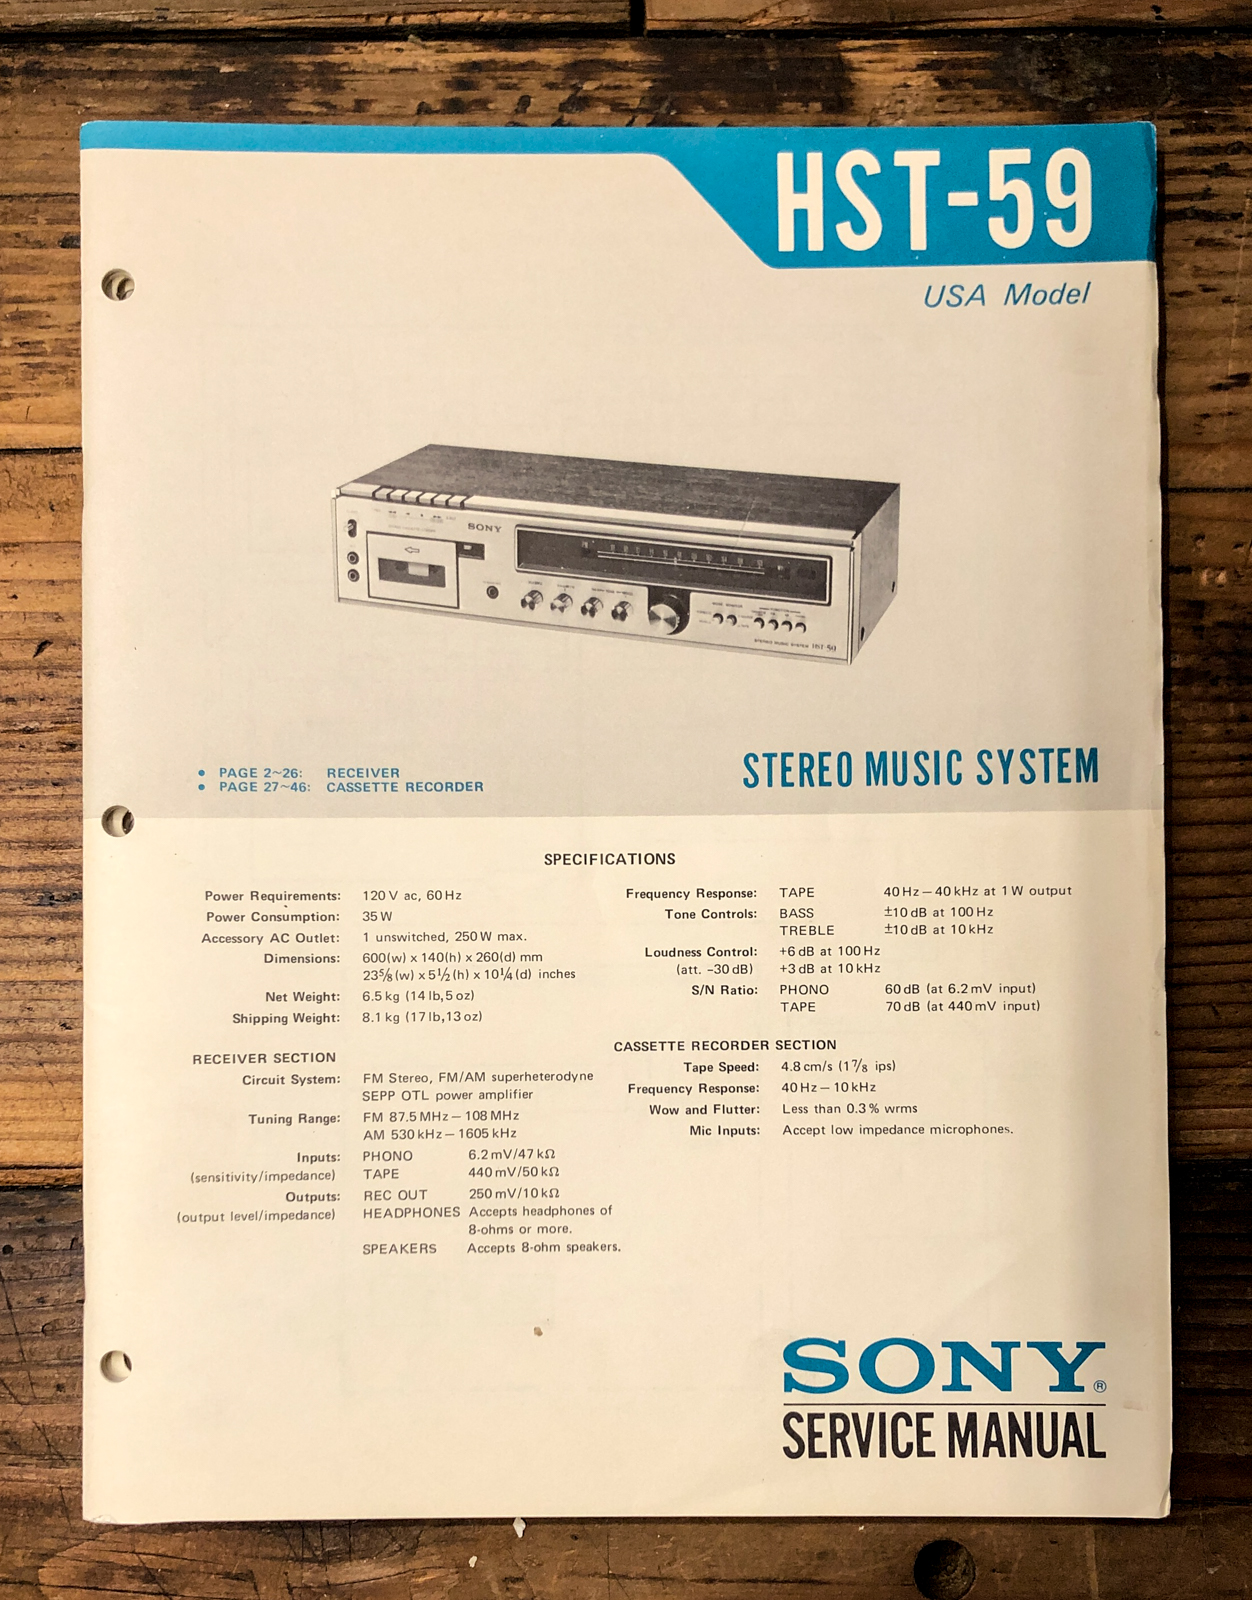 HST-59
USA Model
SONY
STEREO MUSIC SYSTEM HST-59
• PAGE 2~26: RECEIVER
• PAGE 27~46: CASSETTE RECORDER
STEREO MUSIC SYSTEM
SPECIFICATIONS
Power Requirements: 120 V ac, 60 Hz
Power Consumption: 35 W
Accessory AC Outlet: 1 unswitched, 250 W max.
Dimensions: 600(w) x 140(h) x 260(d) mm
23⅝(w) x 5½(h) x 10¼(d) inches
Net Weight: 6.5 kg (14 lb, 5 oz)
Shipping Weight: 8.1 kg (17 lb, 13 oz)
RECEIVER SECTION
Circuit System: FM Stereo, FM/AM superheterodyne
SEPP OTL power amplifier
Tuning Range: FM 87.5 MHz – 108 MHz
AM 530 kHz – 1605 kHz
Inputs: PHONO 6.2 mV/47 kΩ
(sensitivity/impedance) TAPE 440 mV/50 kΩ
Outputs: REC OUT 250 mV/10 kΩ
(output level/impedance) HEADPHONES Accepts headphones of
8-ohms or more.
SPEAKERS Accepts 8-ohm speakers.
Frequency Response: TAPE 40 Hz – 40 kHz at 1 W output
Tone Controls: BASS ±10 dB at 100 Hz
TREBLE ±10 dB at 10 kHz
Loudness Control: +6 dB at 100 Hz
(att. -30 dB) +3 dB at 10 kHz
S/N Ratio: PHONO 60 dB (at 6.2 mV input)
TAPE 70 dB (at 440 mV input)
CASSETTE RECORDER SECTION
Tape Speed: 4.8 cm/s (1⅞ ips)
Frequency Response: 40 Hz – 10 kHz
Wow and Flutter: Less than 0.3 % wrms
Mic Inputs: Accept low impedance microphones.
SONY®
SERVICE MANUAL